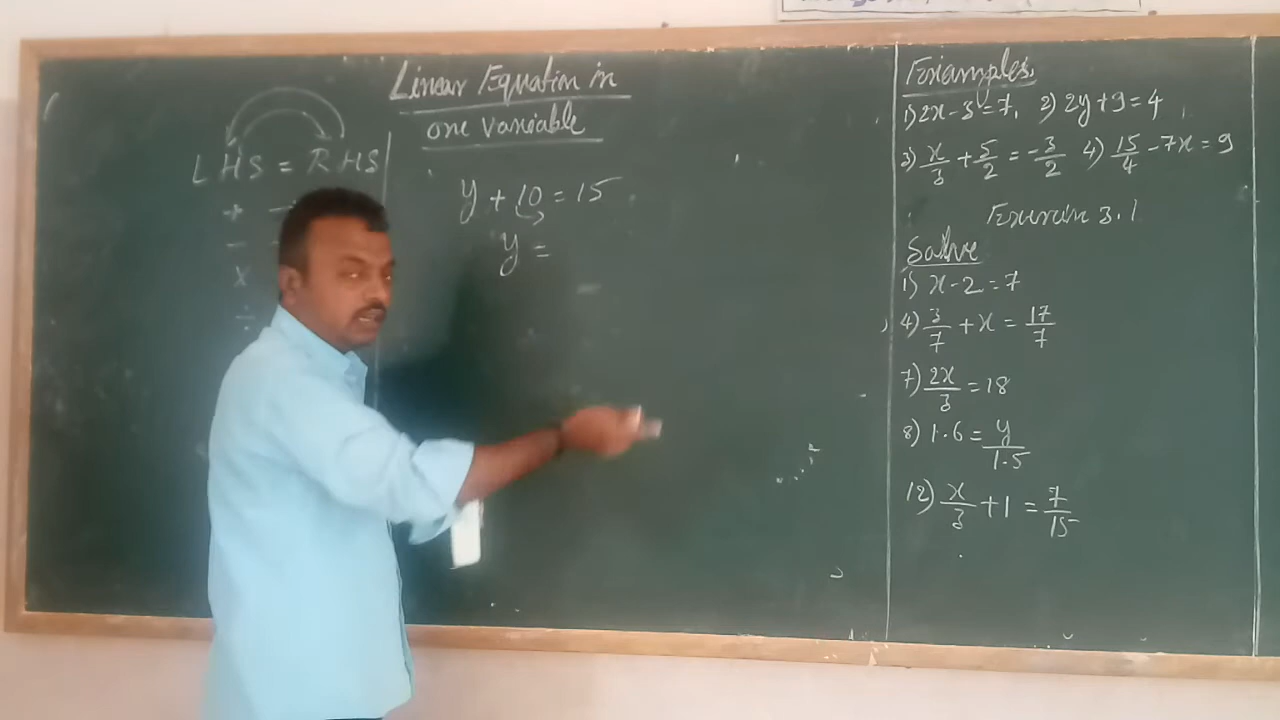 Linear Equation in
one variable
LHS = RHS
+ −
−
×
÷
y + 10 = 15
y =
Examples,
1) 2x - 3 = 7, 2) 2y + 9 = 4
3) x/3 + 5/2 = -3/2 4) 15/4 - 7x = 9
Exercise 3.1
Solve
1) x - 2 = 7
4) 3/7 + x = 17/7
7) 2x/3 = 18
8) 1.6 = y/1.5
12) x/3 + 1 = 7/15